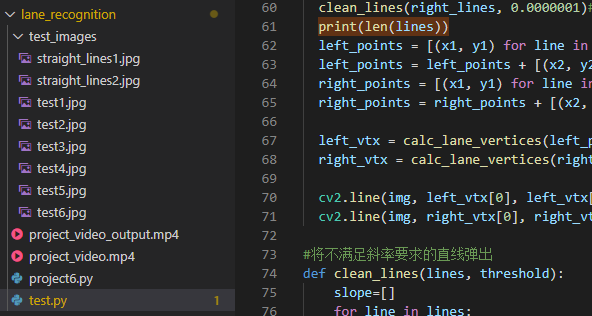 lane_recognition
test_images
straight_lines1.jpg
straight_lines2.jpg
test1.jpg
test2.jpg
test3.jpg
test4.jpg
test5.jpg
test6.jpg
project_video_output.mp4
project_video.mp4
project6.py
test.py 1
60 clean_lines(right_lines, 0.0000001)#
61 print(len(lines))
62 left_points = [(x1, y1) for line in
63 left_points = left_points + [(x2, y2
64 right_points = [(x1, y1) for line in
65 right_points = right_points + [(x2,
66
67 left_vtx = calc_lane_vertices(left_p
68 right_vtx = calc_lane_vertices(righ
69
70 cv2.line(img, left_vtx[0], left_vtx[
71 cv2.line(img, right_vtx[0], right_vt
72
73 #将不满足斜率要求的直线弹出
74 def clean_lines(lines, threshold):
75 slope=[]
76 for line in lines: